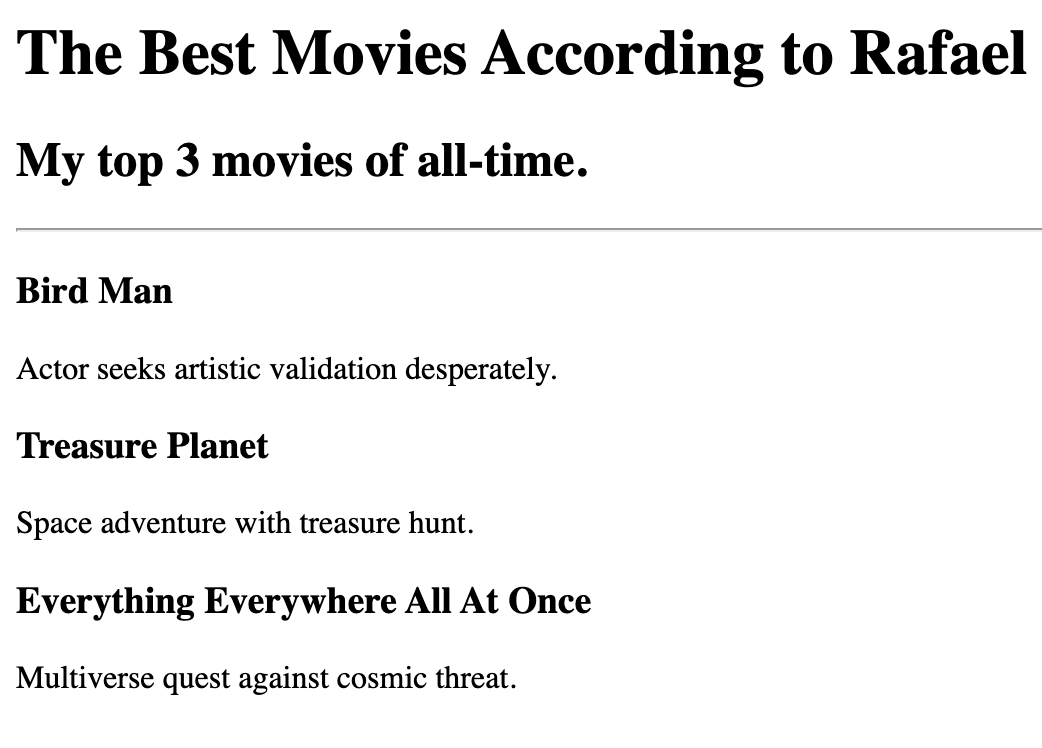 The Best Movies According to Rafael
My top 3 movies of all-time.
Bird Man
Actor seeks artistic validation desperately.
Treasure Planet
Space adventure with treasure hunt.
Everything Everywhere All At Once
Multiverse quest against cosmic threat.